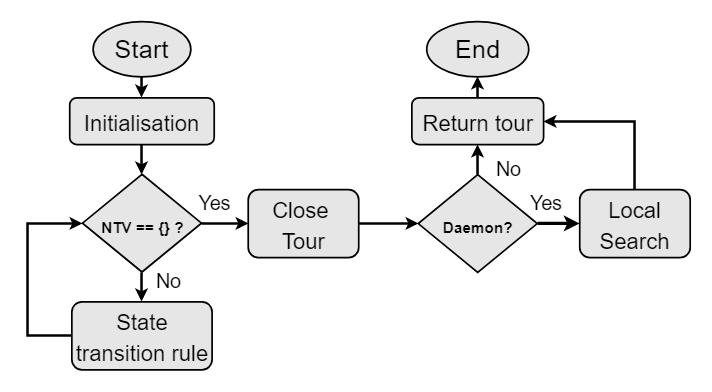 Start
Initialisation
NTV == {} ?
Yes
No
State
transition rule
Close
Tour
Daemon?
Yes
No
Local
Search
Return tour
End